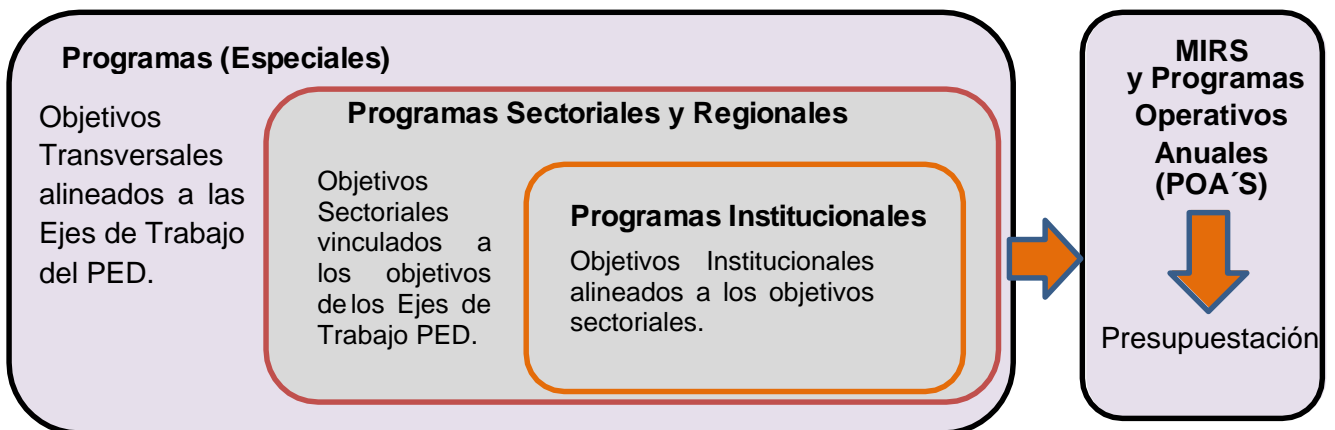 Programas (Especiales)
Objetivos
Transversales
alineados a las
Ejes de Trabajo
del PED.
Programas Sectoriales y Regionales
Objetivos
Sectoriales
vinculados a
los objetivos
de los Ejes de
Trabajo PED.
Programas Institucionales
Objetivos Institucionales
alineados a los objetivos
sectoriales.
MIRS
y Programas
Operativos
Anuales
(POA´S)
Presupuestación